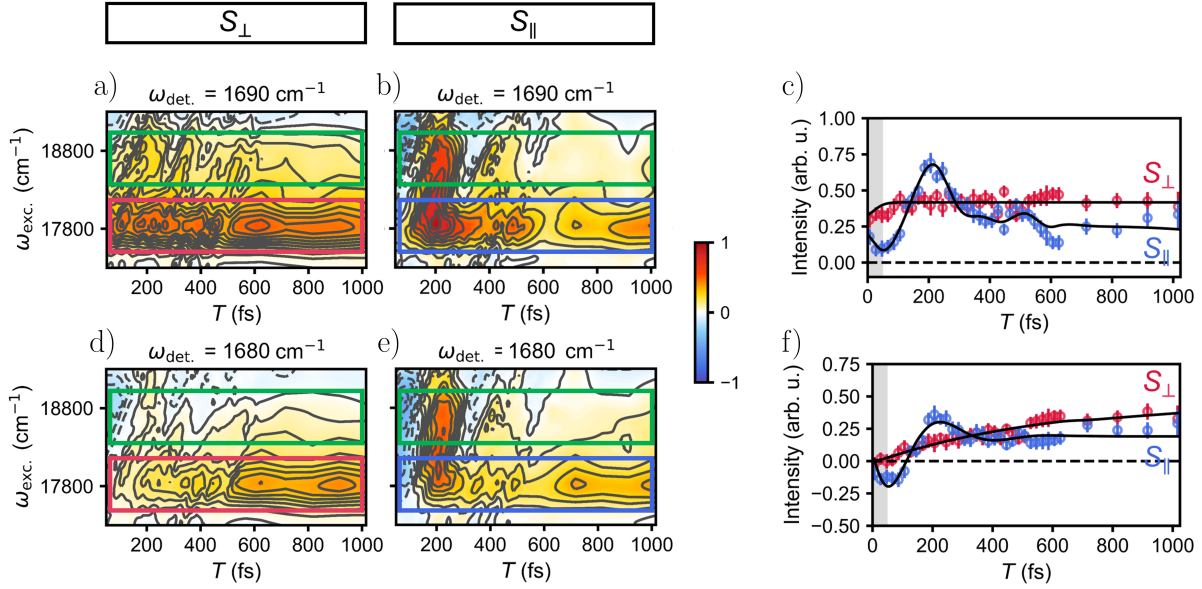 S⊥
S∥
a)
ω_det. = 1690 cm⁻¹
b)
ω_det. = 1690 cm⁻¹
c)
ω_exc. (cm⁻¹)
18800
17800
200 400 600 800 1000
T (fs)
200 400 600 800 1000
T (fs)
1
0
−1
Intensity (arb. u.)
1.00
0.75
0.50
0.25
0.00
S⊥
S∥
0 200 400 600 800 1000
T (fs)
d)
ω_det. = 1680 cm⁻¹
e)
ω_det. = 1680 cm⁻¹
f)
ω_exc. (cm⁻¹)
18800
17800
200 400 600 800 1000
T (fs)
200 400 600 800 1000
T (fs)
Intensity (arb. u.)
0.75
0.50
0.25
0.00
−0.25
−0.50
S⊥
S∥
0 200 400 600 800 1000
T (fs)